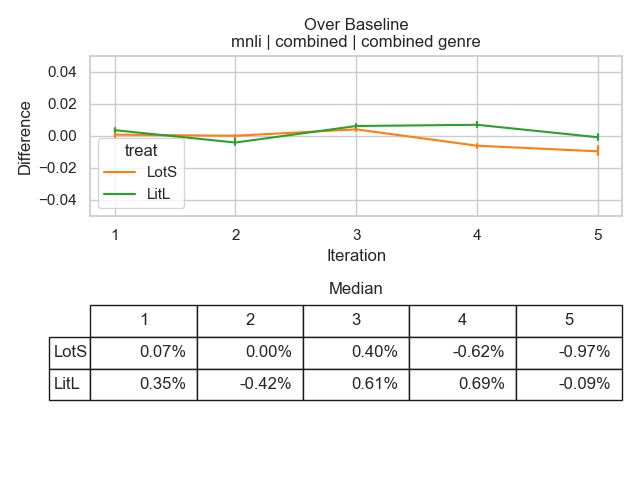 Over Baseline
mnli | combined | combined genre
0.04
0.02
0.00
−0.02
−0.04
Difference
treat
LotS
LitL
1 2 3 4 5
Iteration
Median
1 2 3 4 5
LotS 0.07% 0.00% 0.40% -0.62% -0.97%
LitL 0.35% -0.42% 0.61% 0.69% -0.09%